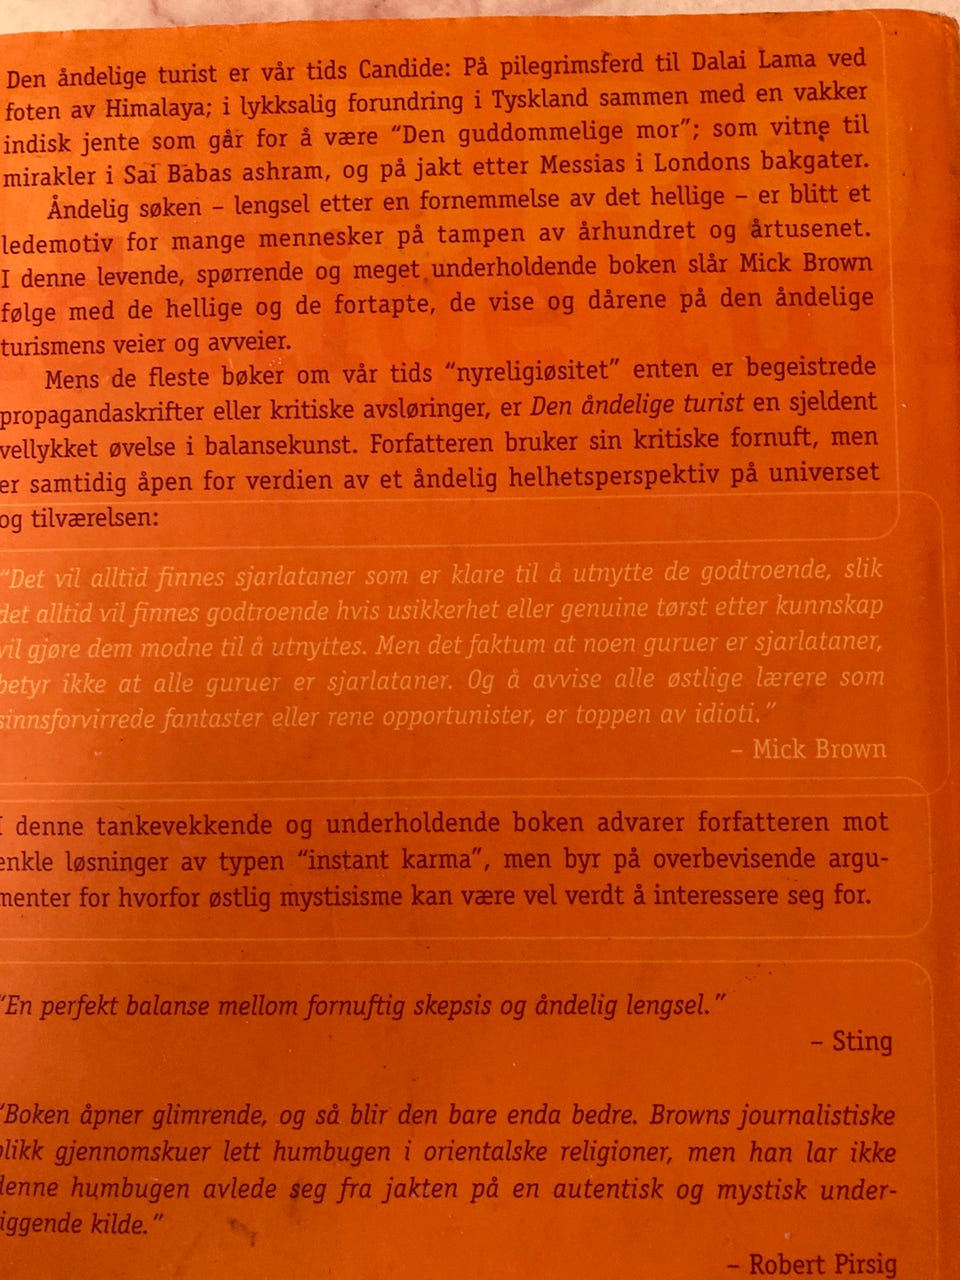 Den åndelige turist er vår tids Candide: På pilegrimsferd til Dalai Lama ved
foten av Himalaya; i lykksalig forundring i Tyskland sammen med en vakker
indisk jente som går for å være “Den guddommelige mor”; som vitne til
mirakler i Sai Babas ashram, og på jakt etter Messias i Londons bakgater.
Åndelig søken – lengsel etter en fornemmelse av det hellige – er blitt et
ledemotiv for mange mennesker på tampen av århundret og årtusenet.
I denne levende, spørrende og meget underholdende boken slår Mick Brown
følge med de hellige og de fortapte, de vise og dårene på den åndelige
turismens veier og avveier.
Mens de fleste bøker om vår tids “nyreligiøsitet” enten er begeistrede
propagandaskrifter eller kritiske avsløringer, er Den åndelige turist en sjeldent
vellykket øvelse i balansekunst. Forfatteren bruker sin kritiske fornuft, men
er samtidig åpen for verdien av et åndelig helhetsperspektiv på universet
og tilværelsen:
“Det vil alltid finnes sjarlataner som er klare til å utnytte de godtroende, slik
det alltid vil finnes godtroende hvis usikkerhet eller genuine tørst etter kunnskap
vil gjøre dem modne til å utnyttes. Men det faktum at noen guruer er sjarlataner,
betyr ikke at alle guruer er sjarlataner. Og å avvise alle østlige lærere som
sinnsforvirrede fantaster eller rene opportunister, er toppen av idioti.”
– Mick Brown
I denne tankevekkende og underholdende boken advarer forfatteren mot
enkle løsninger av typen “instant karma”, men byr på overbevisende argu-
menter for hvorfor østlig mystisisme kan være vel verdt å interessere seg for.
“En perfekt balanse mellom fornuftig skepsis og åndelig lengsel.”
– Sting
“Boken åpner glimrende, og så blir den bare enda bedre. Browns journalistiske
blikk gjennomskuer lett humbugen i orientalske religioner, men han lar ikke
denne humbugen avlede seg fra jakten på en autentisk og mystisk under-
liggende kilde.”
– Robert Pirsig